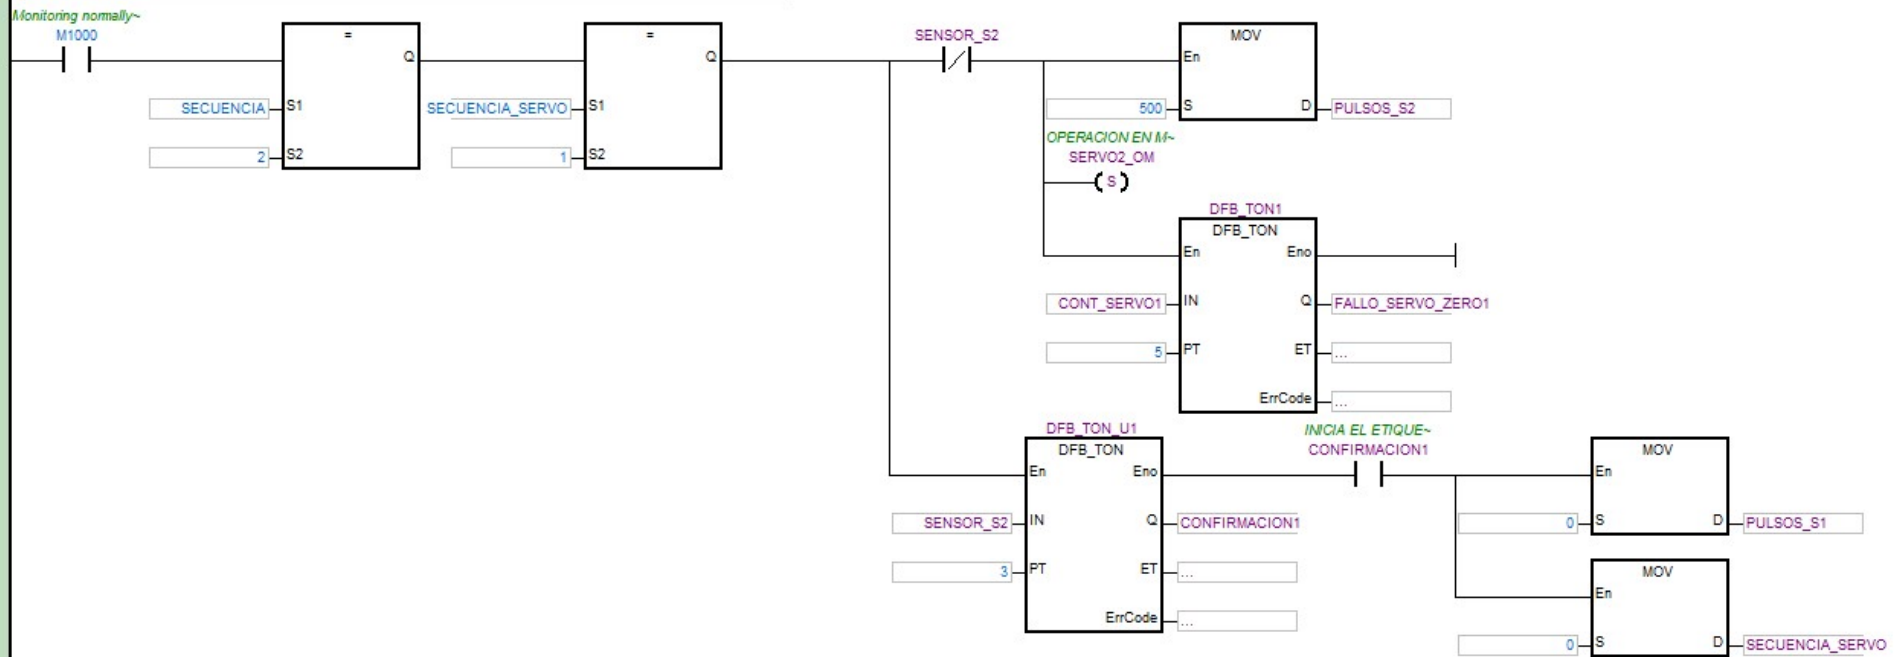 Monitoring normally~
M1000
=
Q
SECUENCIA
S1
2
S2
=
Q
SECUENCIA_SERVO
S1
1
S2
SENSOR_S2
MOV
En
500
S
D
PULSOS_S2
OPERACION EN M~
SERVO2_OM
S
DFB_TON1
DFB_TON
En
Eno
CONT_SERVO1
IN
Q
FALLO_SERVO_ZERO1
5
PT
ET
...
ErrCode
...
DFB_TON_U1
DFB_TON
En
Eno
SENSOR_S2
IN
Q
CONFIRMACION1
3
PT
ET
...
ErrCode
...
INICIA EL ETIQUE~
CONFIRMACION1
MOV
En
0
S
D
PULSOS_S1
MOV
En
0
S
D
SECUENCIA_SERVO